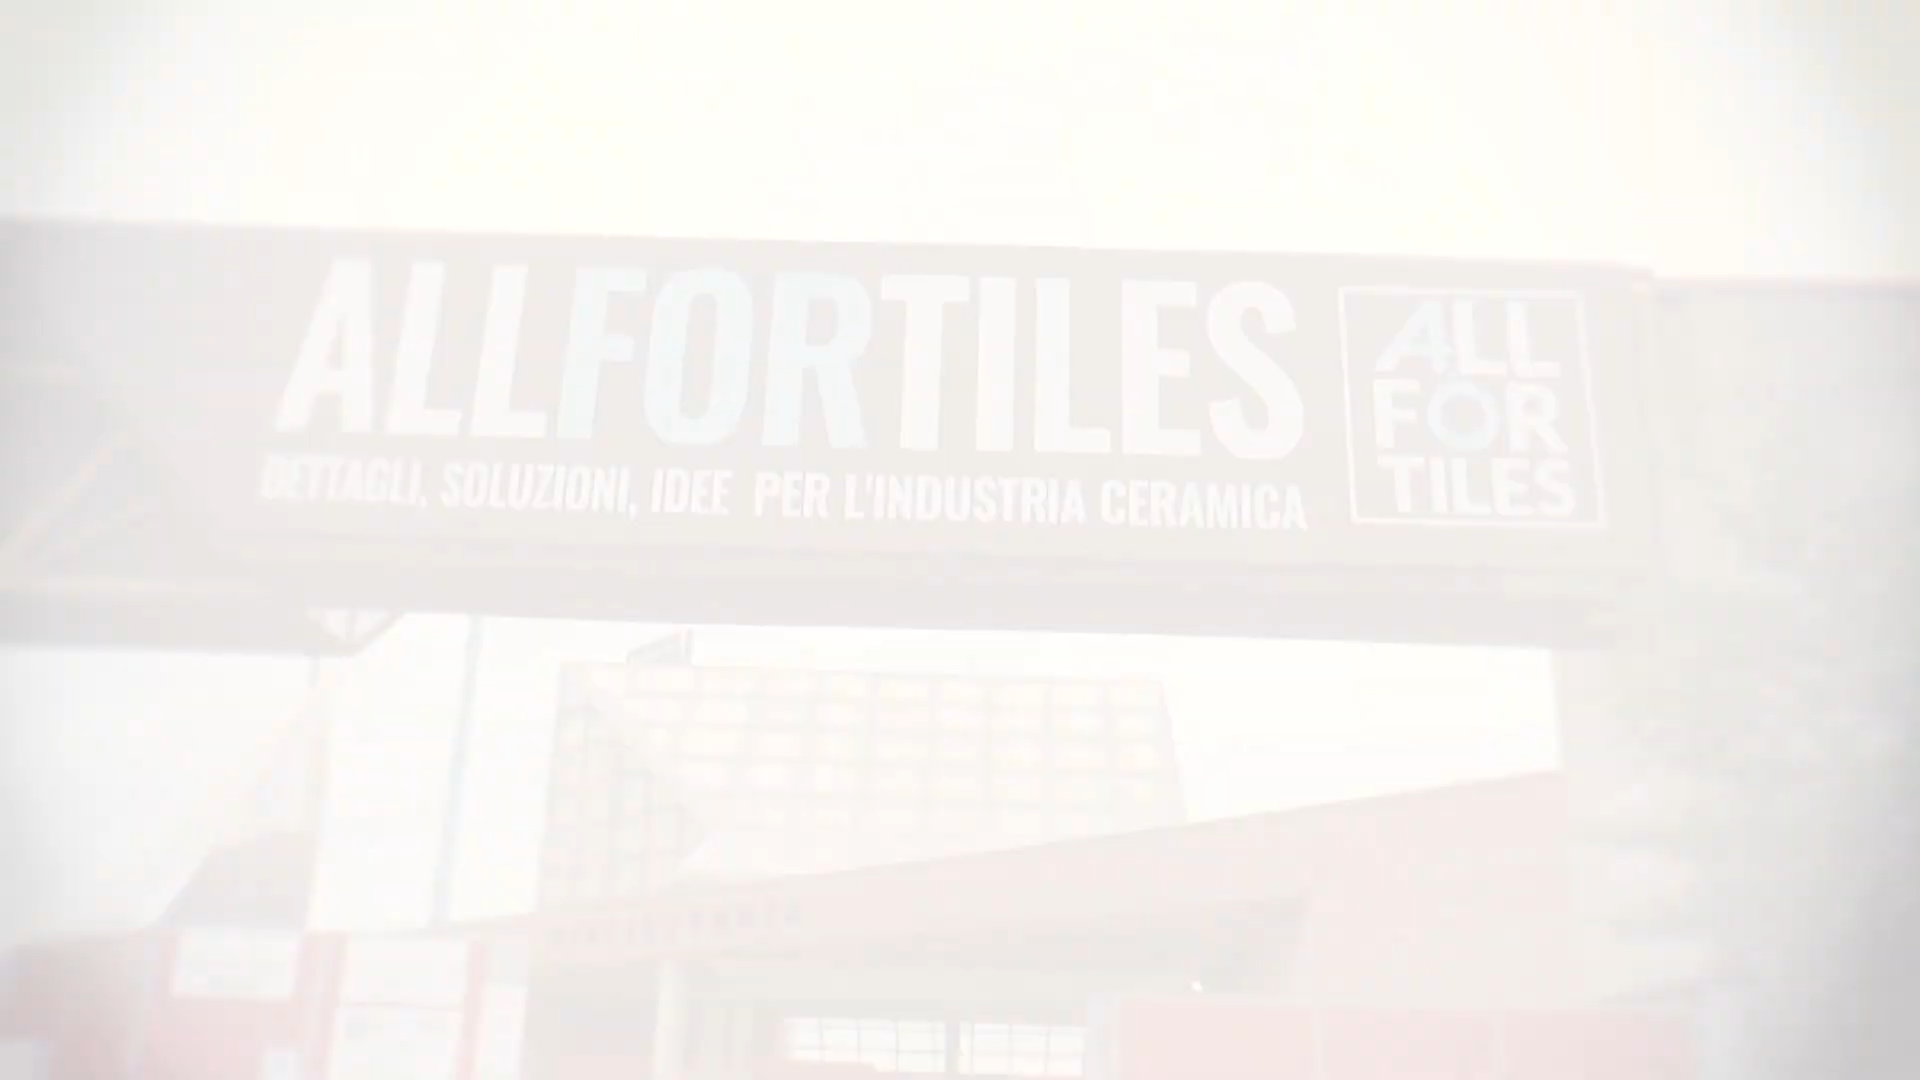 ALLFORTILES
DETTAGLI, SOLUZIONI, IDEE PER L'INDUSTRIA CERAMICA
ALL
FOR
TILES